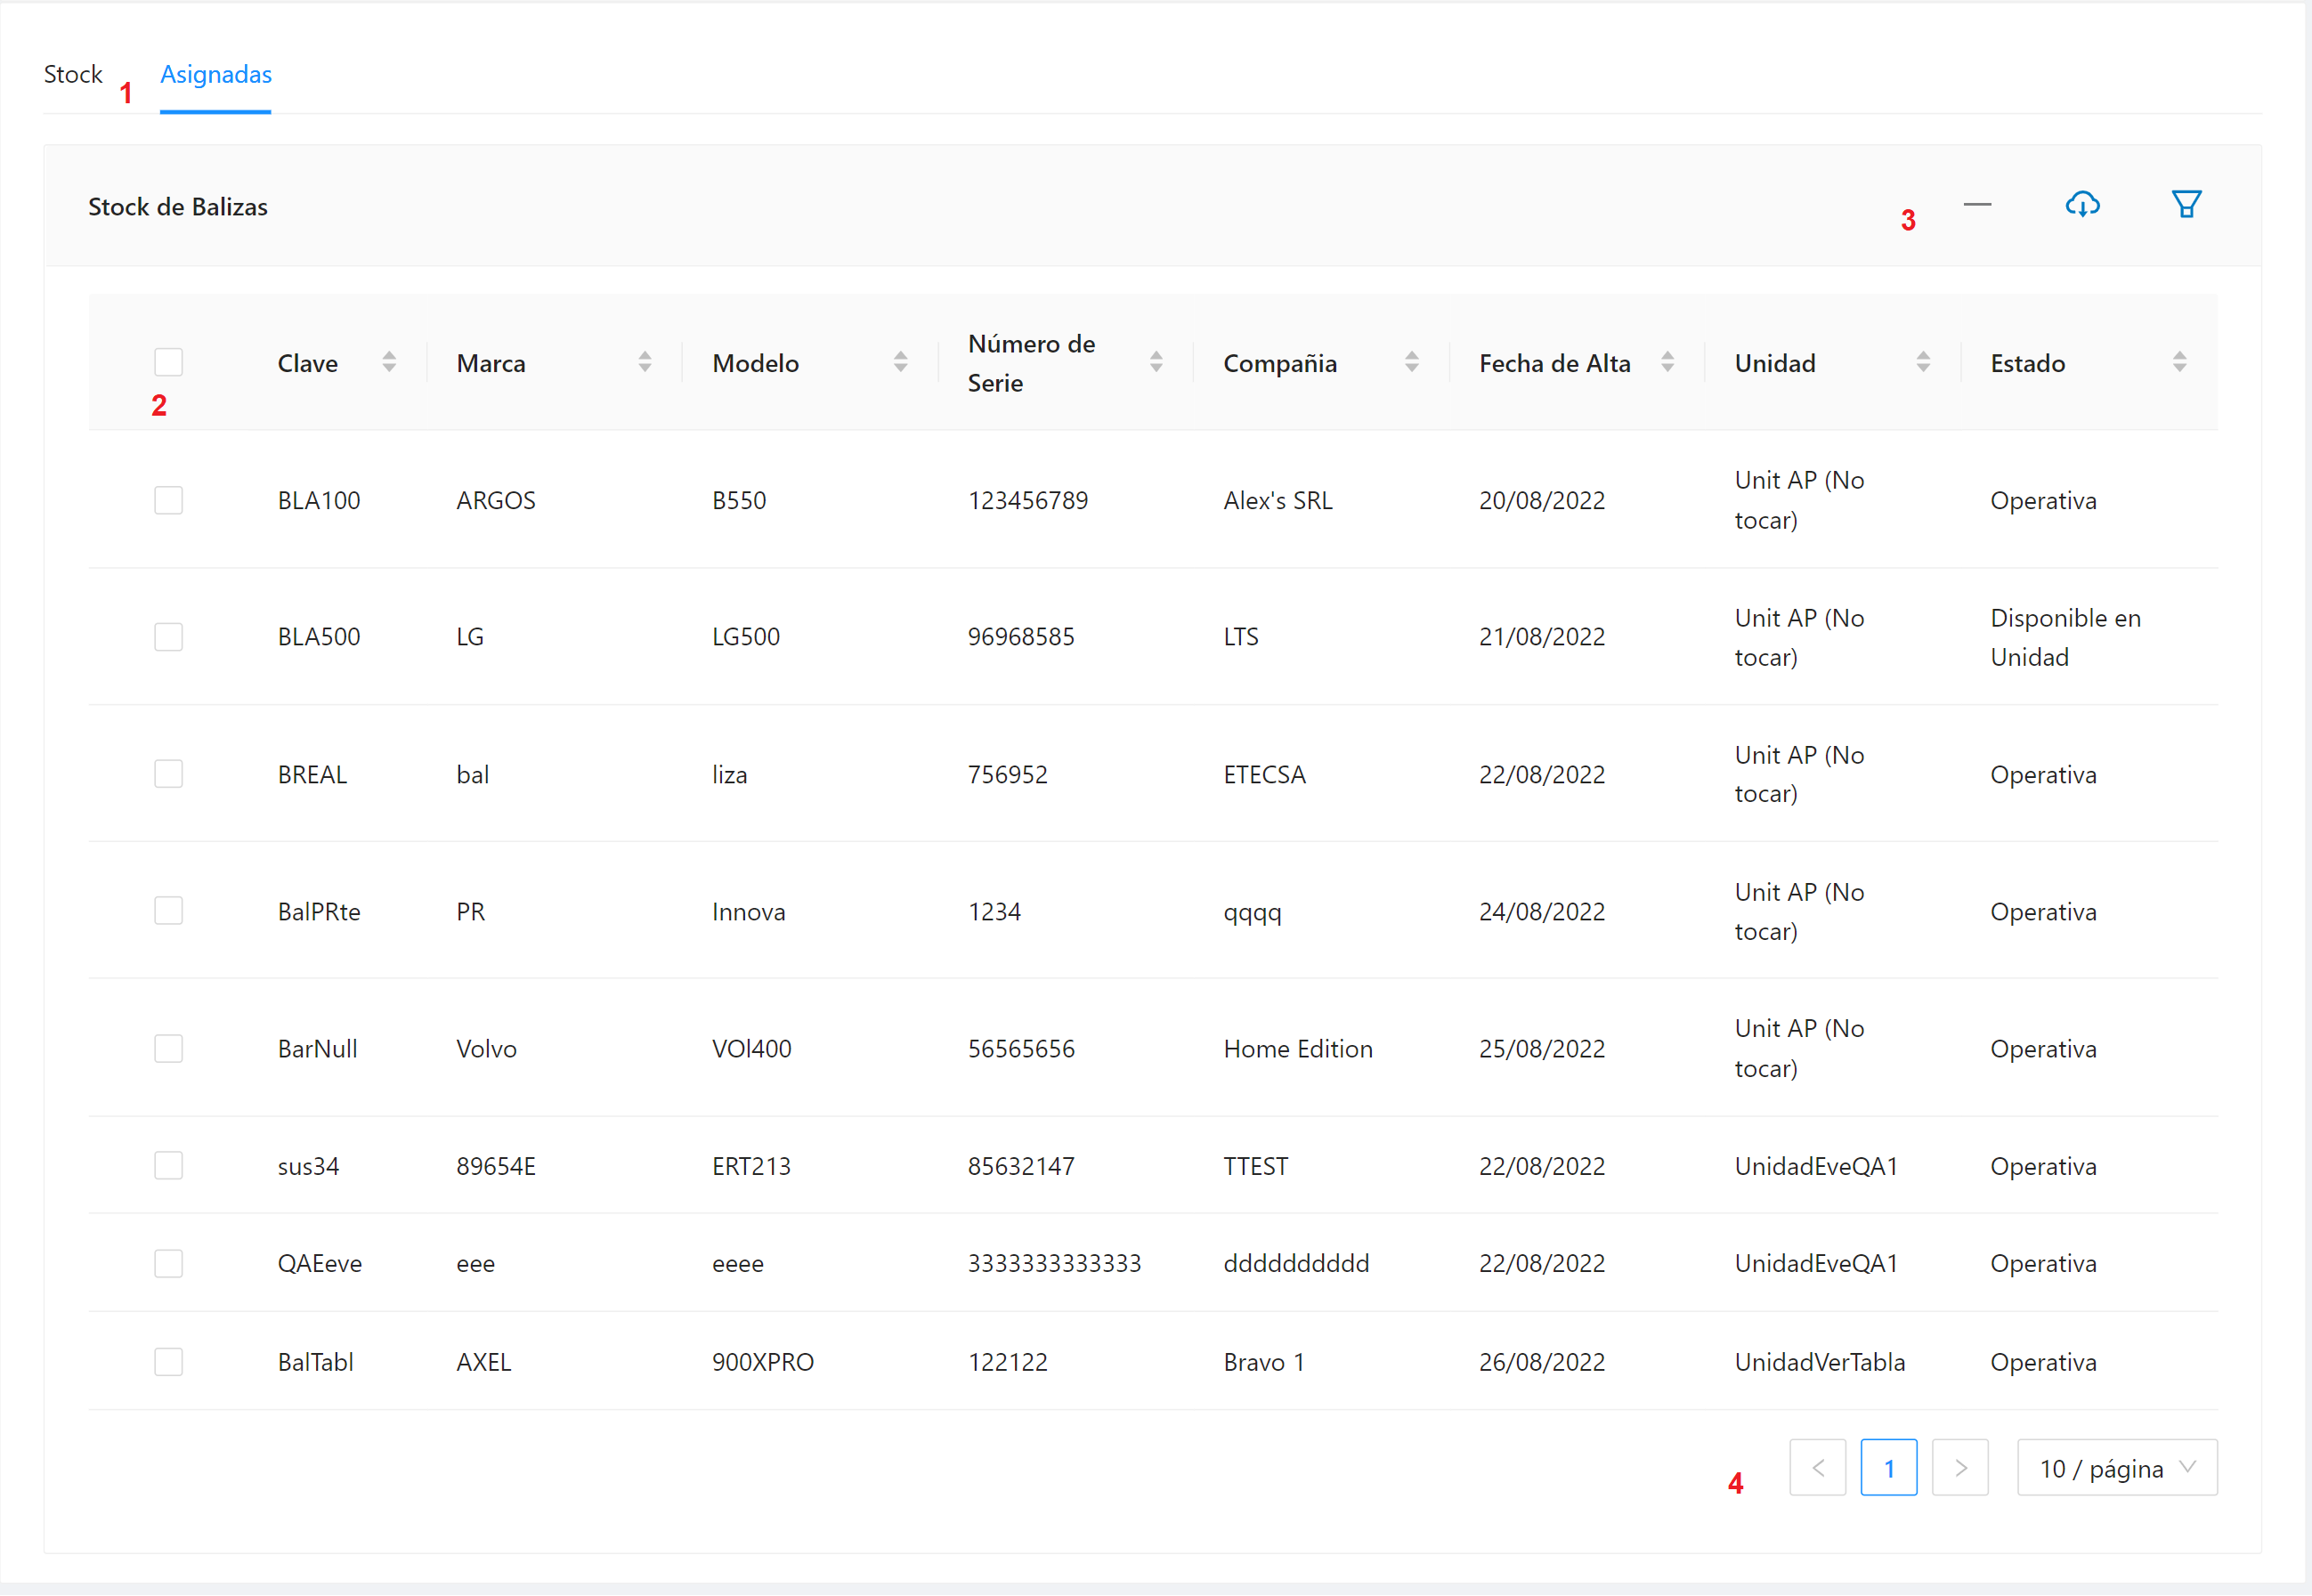 Stock 1 Asignadas
Stock de Balizas 3
Clave Marca Modelo Número de Serie Compañia Fecha de Alta Unidad Estado
2
BLA100 ARGOS B550 123456789 Alex's SRL 20/08/2022 Unit AP (No tocar) Operativa
BLA500 LG LG500 96968585 LTS 21/08/2022 Unit AP (No tocar) Disponible en Unidad
BREAL bal liza 756952 ETECSA 22/08/2022 Unit AP (No tocar) Operativa
BalPRte PR Innova 1234 qqqq 24/08/2022 Unit AP (No tocar) Operativa
BarNull Volvo VOl400 56565656 Home Edition 25/08/2022 Unit AP (No tocar) Operativa
sus34 89654E ERT213 85632147 TTEST 22/08/2022 UnidadEveQA1 Operativa
QAEeve eee eeee 3333333333333 dddddddddd 22/08/2022 UnidadEveQA1 Operativa
BalTabl AXEL 900XPRO 122122 Bravo 1 26/08/2022 UnidadVerTabla Operativa
4 < 1 > 10 / página